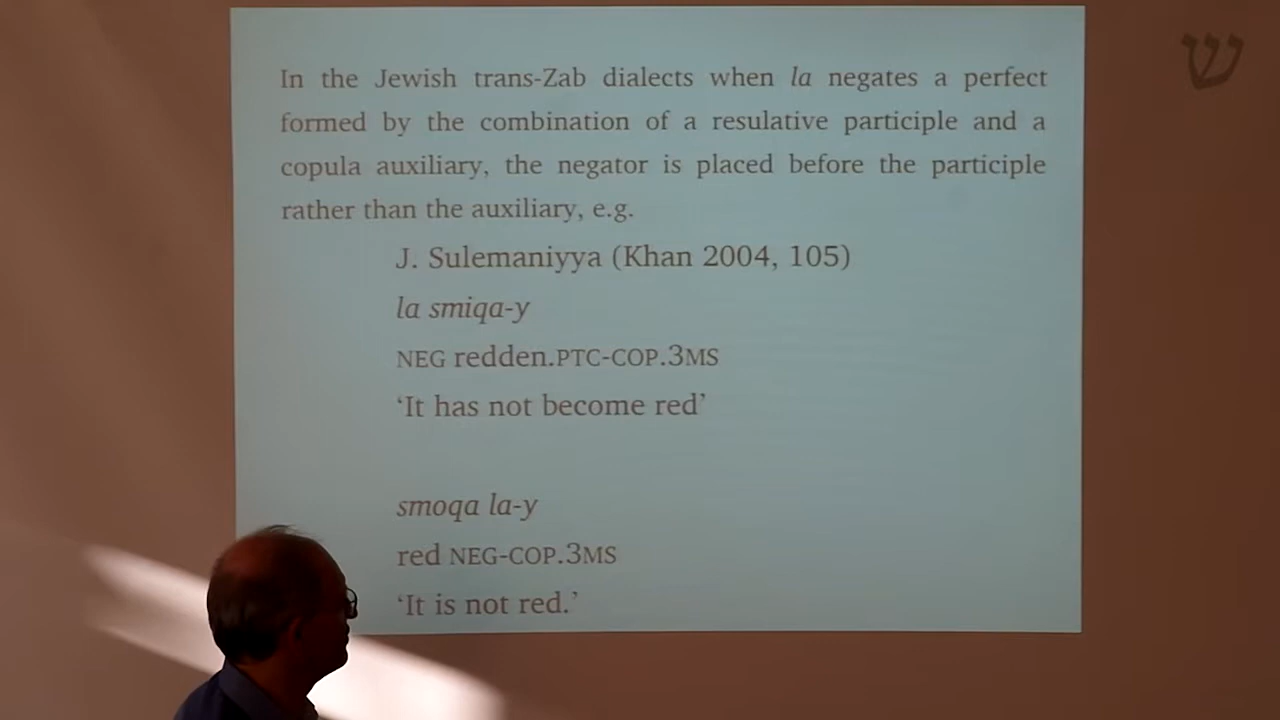 In the Jewish trans-Zab dialects when la negates a perfect
formed by the combination of a resulative participle and a
copula auxiliary, the negator is placed before the participle
rather than the auxiliary, e.g.
J. Sulemaniyya (Khan 2004, 105)
la smiqa-y
NEG redden.PTC-COP.3MS
‘It has not become red’
smoqa la-y
red NEG-COP.3MS
‘It is not red.’
ש